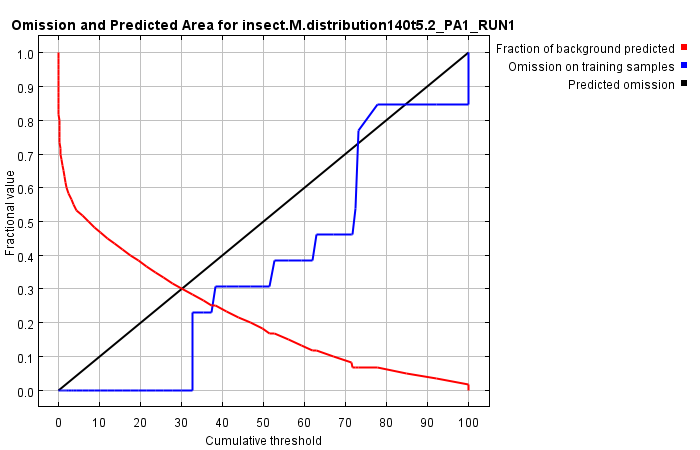 Omission and Predicted Area for insect.M.distribution140t5.2_PA1_RUN1
Fraction of background predicted
Omission on training samples
Predicted omission
1.0
0.9
0.8
0.7
0.6
0.5
0.4
0.3
0.2
0.1
0.0
Fractional value
0 10 20 30 40 50 60 70 80 90 100
Cumulative threshold